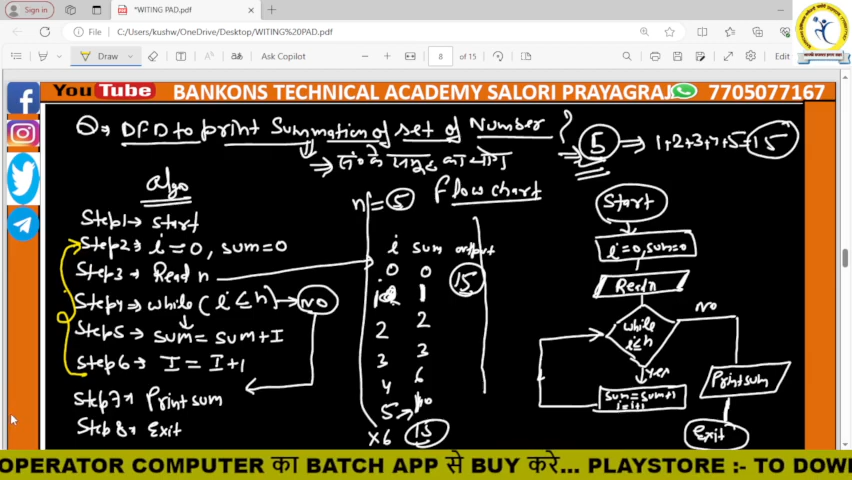 Sign in
*WITING PAD.pdf
File
C:/Users/kushw/OneDrive/Desktop/WITING%20PAD.pdf
Draw
Ask Copilot
8 of 15
Edit
YouTube BANKONS TECHNICAL ACADEMY SALORI PRAYAGRAJ 7705077167
Q⇒ DFD to print Summation of set of Number ?
5 ⇒ 1+2+3+4+5=15
⇒ सं० के समूह का योग
Algo
Step1→ start
Step2→ i=0, sum=0
Step3→ Read n
Step4→ while (i≤n) → NO
Step5→ sum=sum+I
Step6→ I=I+1
Step7→ Print sum
Step8→ Exit
n=5
i sum output
0 0 15
1 1
2 2
3 3
4 6
5→ 10
×6 15
Flow chart
Start
i=0, sum=0
Read n
while i≤n
No
Yes
sum=sum+i
i=i+1
Print sum
Exit
OPERATOR COMPUTER का BATCH APP से BUY करे... PLAYSTORE :- TO DOW